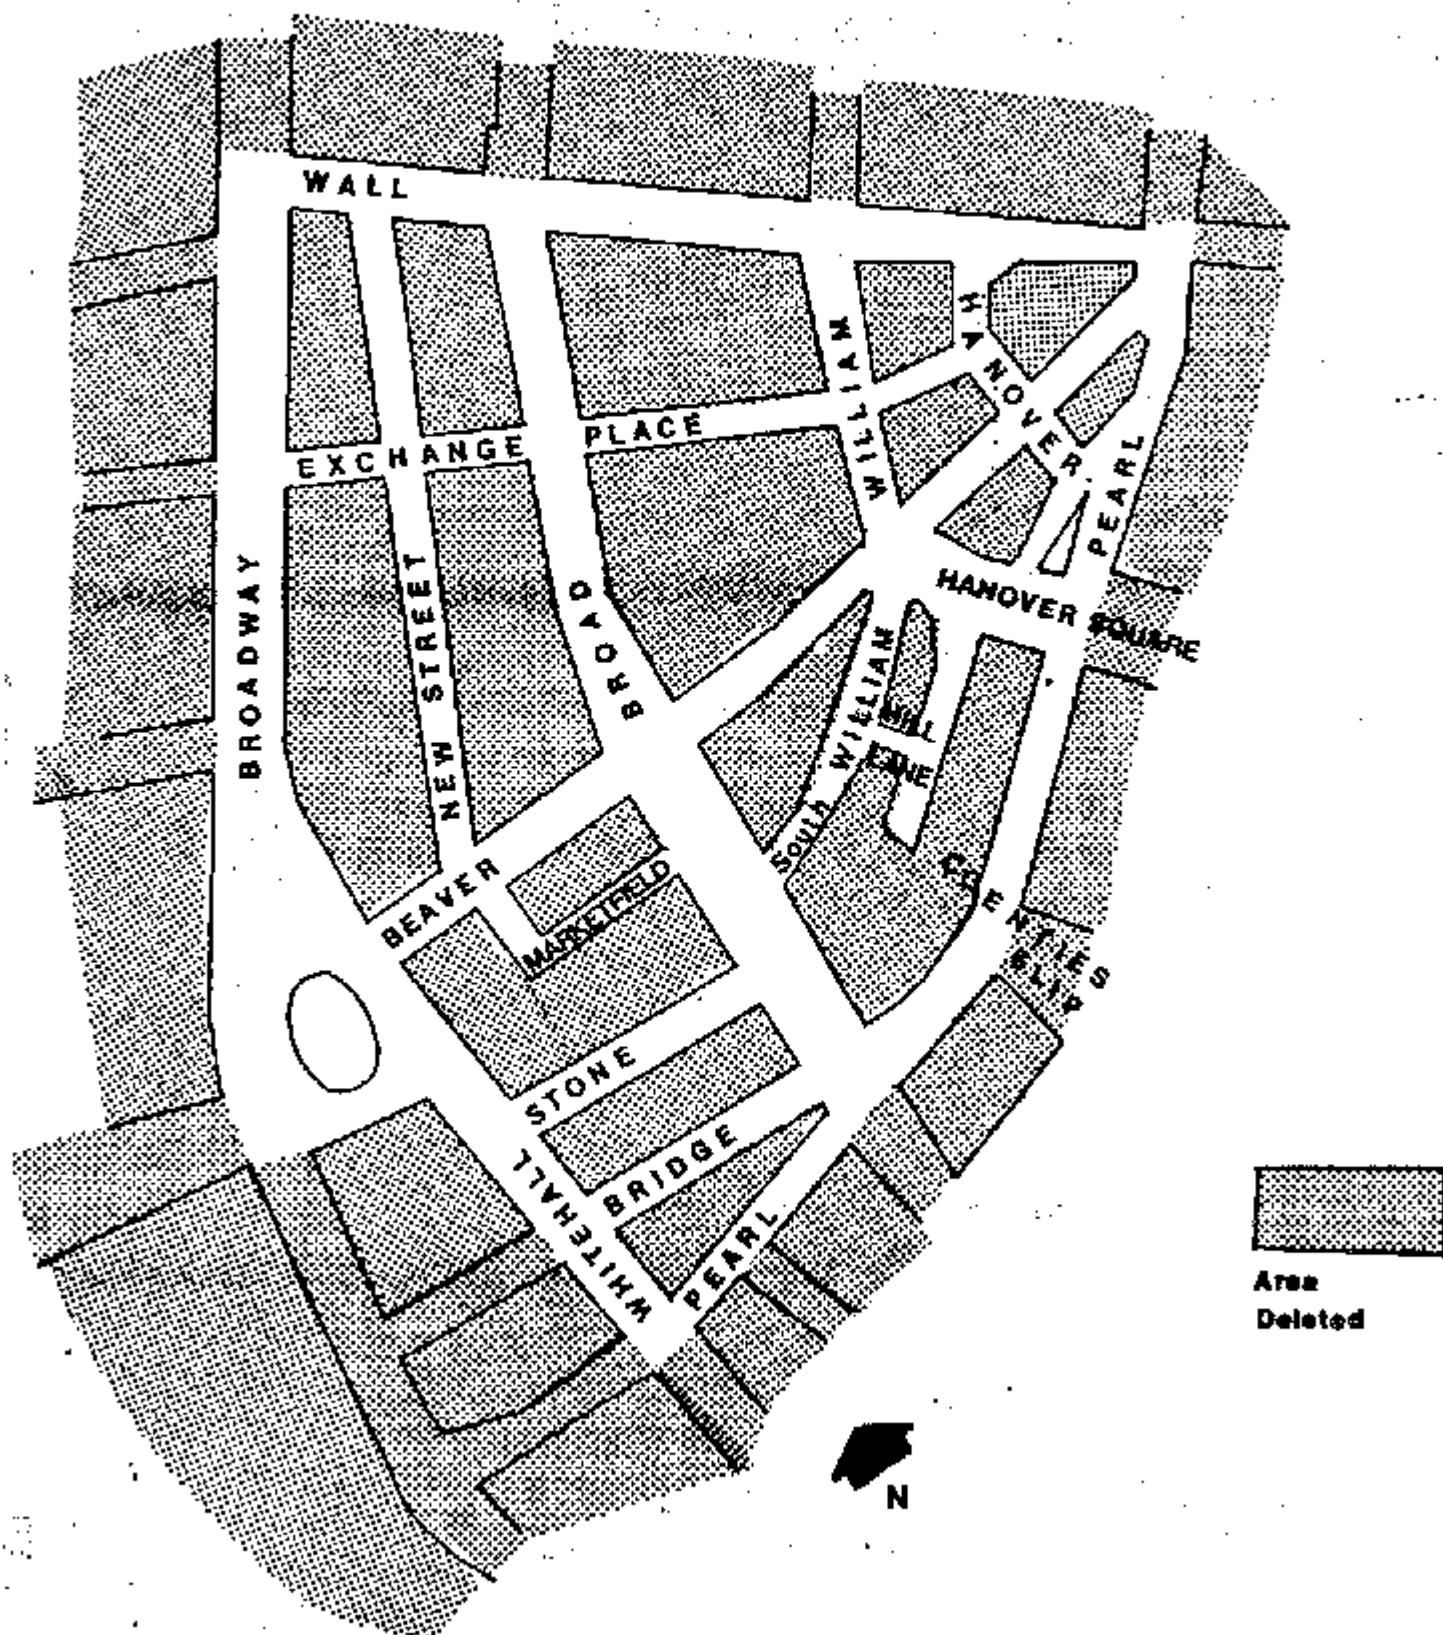 WALL
HANOVER
WILLIAM
EXCHANGE PLACE
PEARL
BROADWAY
NEW STREET
BROAD
HANOVER SQUARE
SOUTH WILLIAM
MILL
LANE
BEAVER
MARKETFIELD
COENTIES
SLIP
STONE
BRIDGE
WHITEHALL
PEARL
Area
Deleted
N